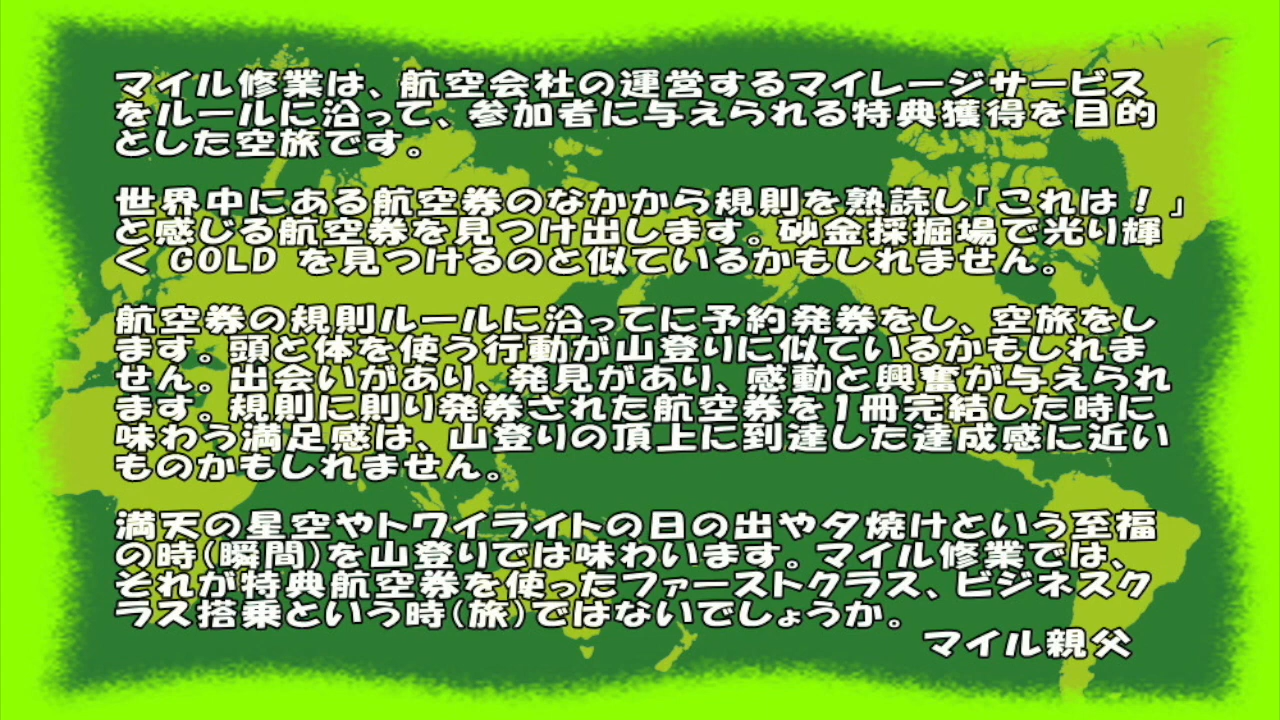 マイル修業は、航空会社の運営するマイレージサービス
をルールに沿って、参加者に与えられる特典獲得を目的
とした空旅です。
世界中にある航空券のなかから規則を熟読し「これは！」
と感じる航空券を見つけ出します。砂金採掘場で光り輝
く GOLD を見つけるのと似ているかもしれません。
航空券の規則ルールに沿ってに予約発券をし、空旅をし
ます。頭と体を使う行動が山登りに似ているかもしれま
せん。出会いがあり、発見があり、感動と興奮が与えられ
ます。規則に則り発券された航空券を1冊完結した時に
味わう満足感は、山登りの頂上に到達した達成感に近い
ものかもしれません。
満天の星空やトワイライトの日の出や夕焼けという至福
の時（瞬間）を山登りでは味わいます。マイル修業では、
それが特典航空券を使ったファーストクラス、ビジネスク
ラス搭乗という時（旅）ではないでしょうか。
マイル親父